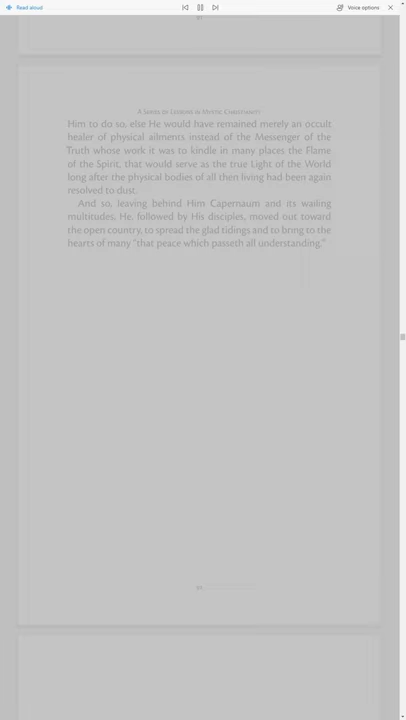 Read aloud
Voice options
A Series of Lessons in Mystic Christianity
Him to do so, else He would have remained merely an occult
healer of physical ailments instead of the Messenger of the
Truth whose work it was to kindle in many places the Flame
of the Spirit, that would serve as the true Light of the World
long after the physical bodies of all then living had been again
resolved to dust.
And so, leaving behind Him Capernaum and its wailing
multitudes, He, followed by His disciples, moved out toward
the open country, to spread the glad tidings and to bring to the
hearts of many "that peace which passeth all understanding."